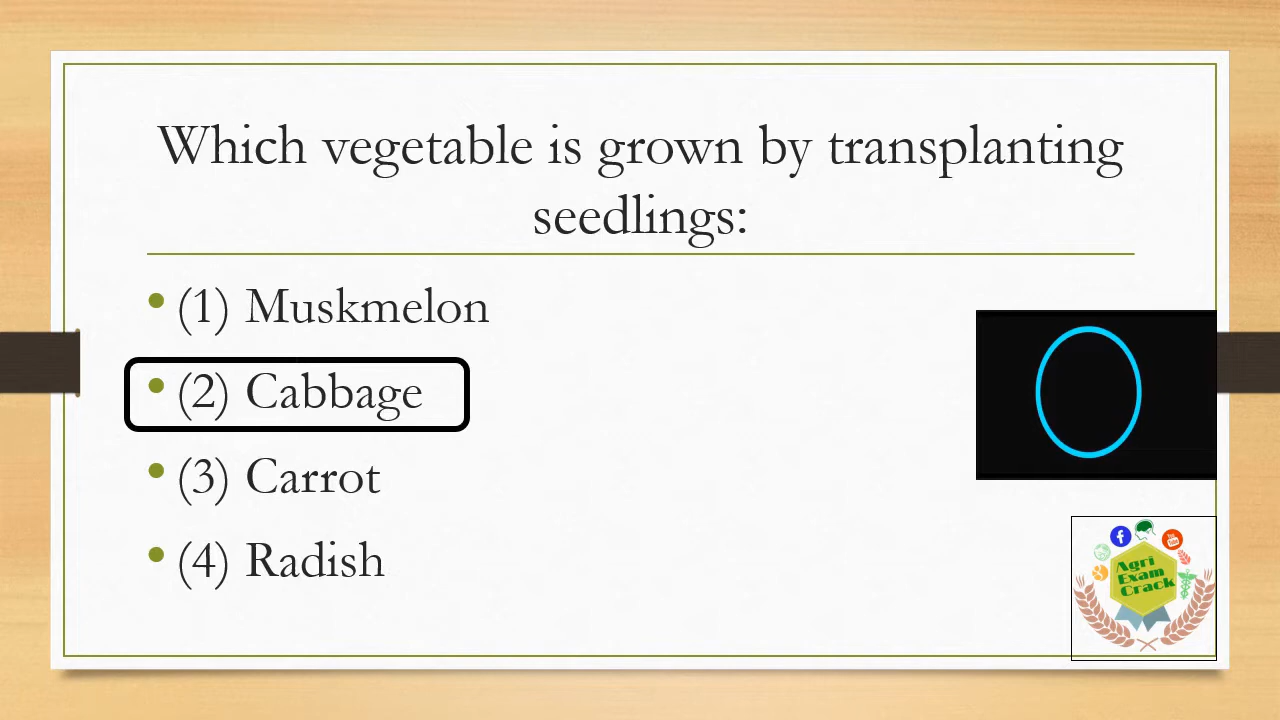 Which vegetable is grown by transplanting
seedlings:
• (1) Muskmelon
• (2) Cabbage
• (3) Carrot
• (4) Radish
Agri
Exam
Crack